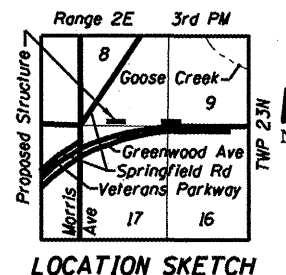 Range 2E 3rd PM
8
Goose Creek
9
Proposed Structure
TWP 23N
N
Greenwood Ave
Springfield Rd
Veterans Parkway
Morris Ave
17 16
LOCATION SKETCH